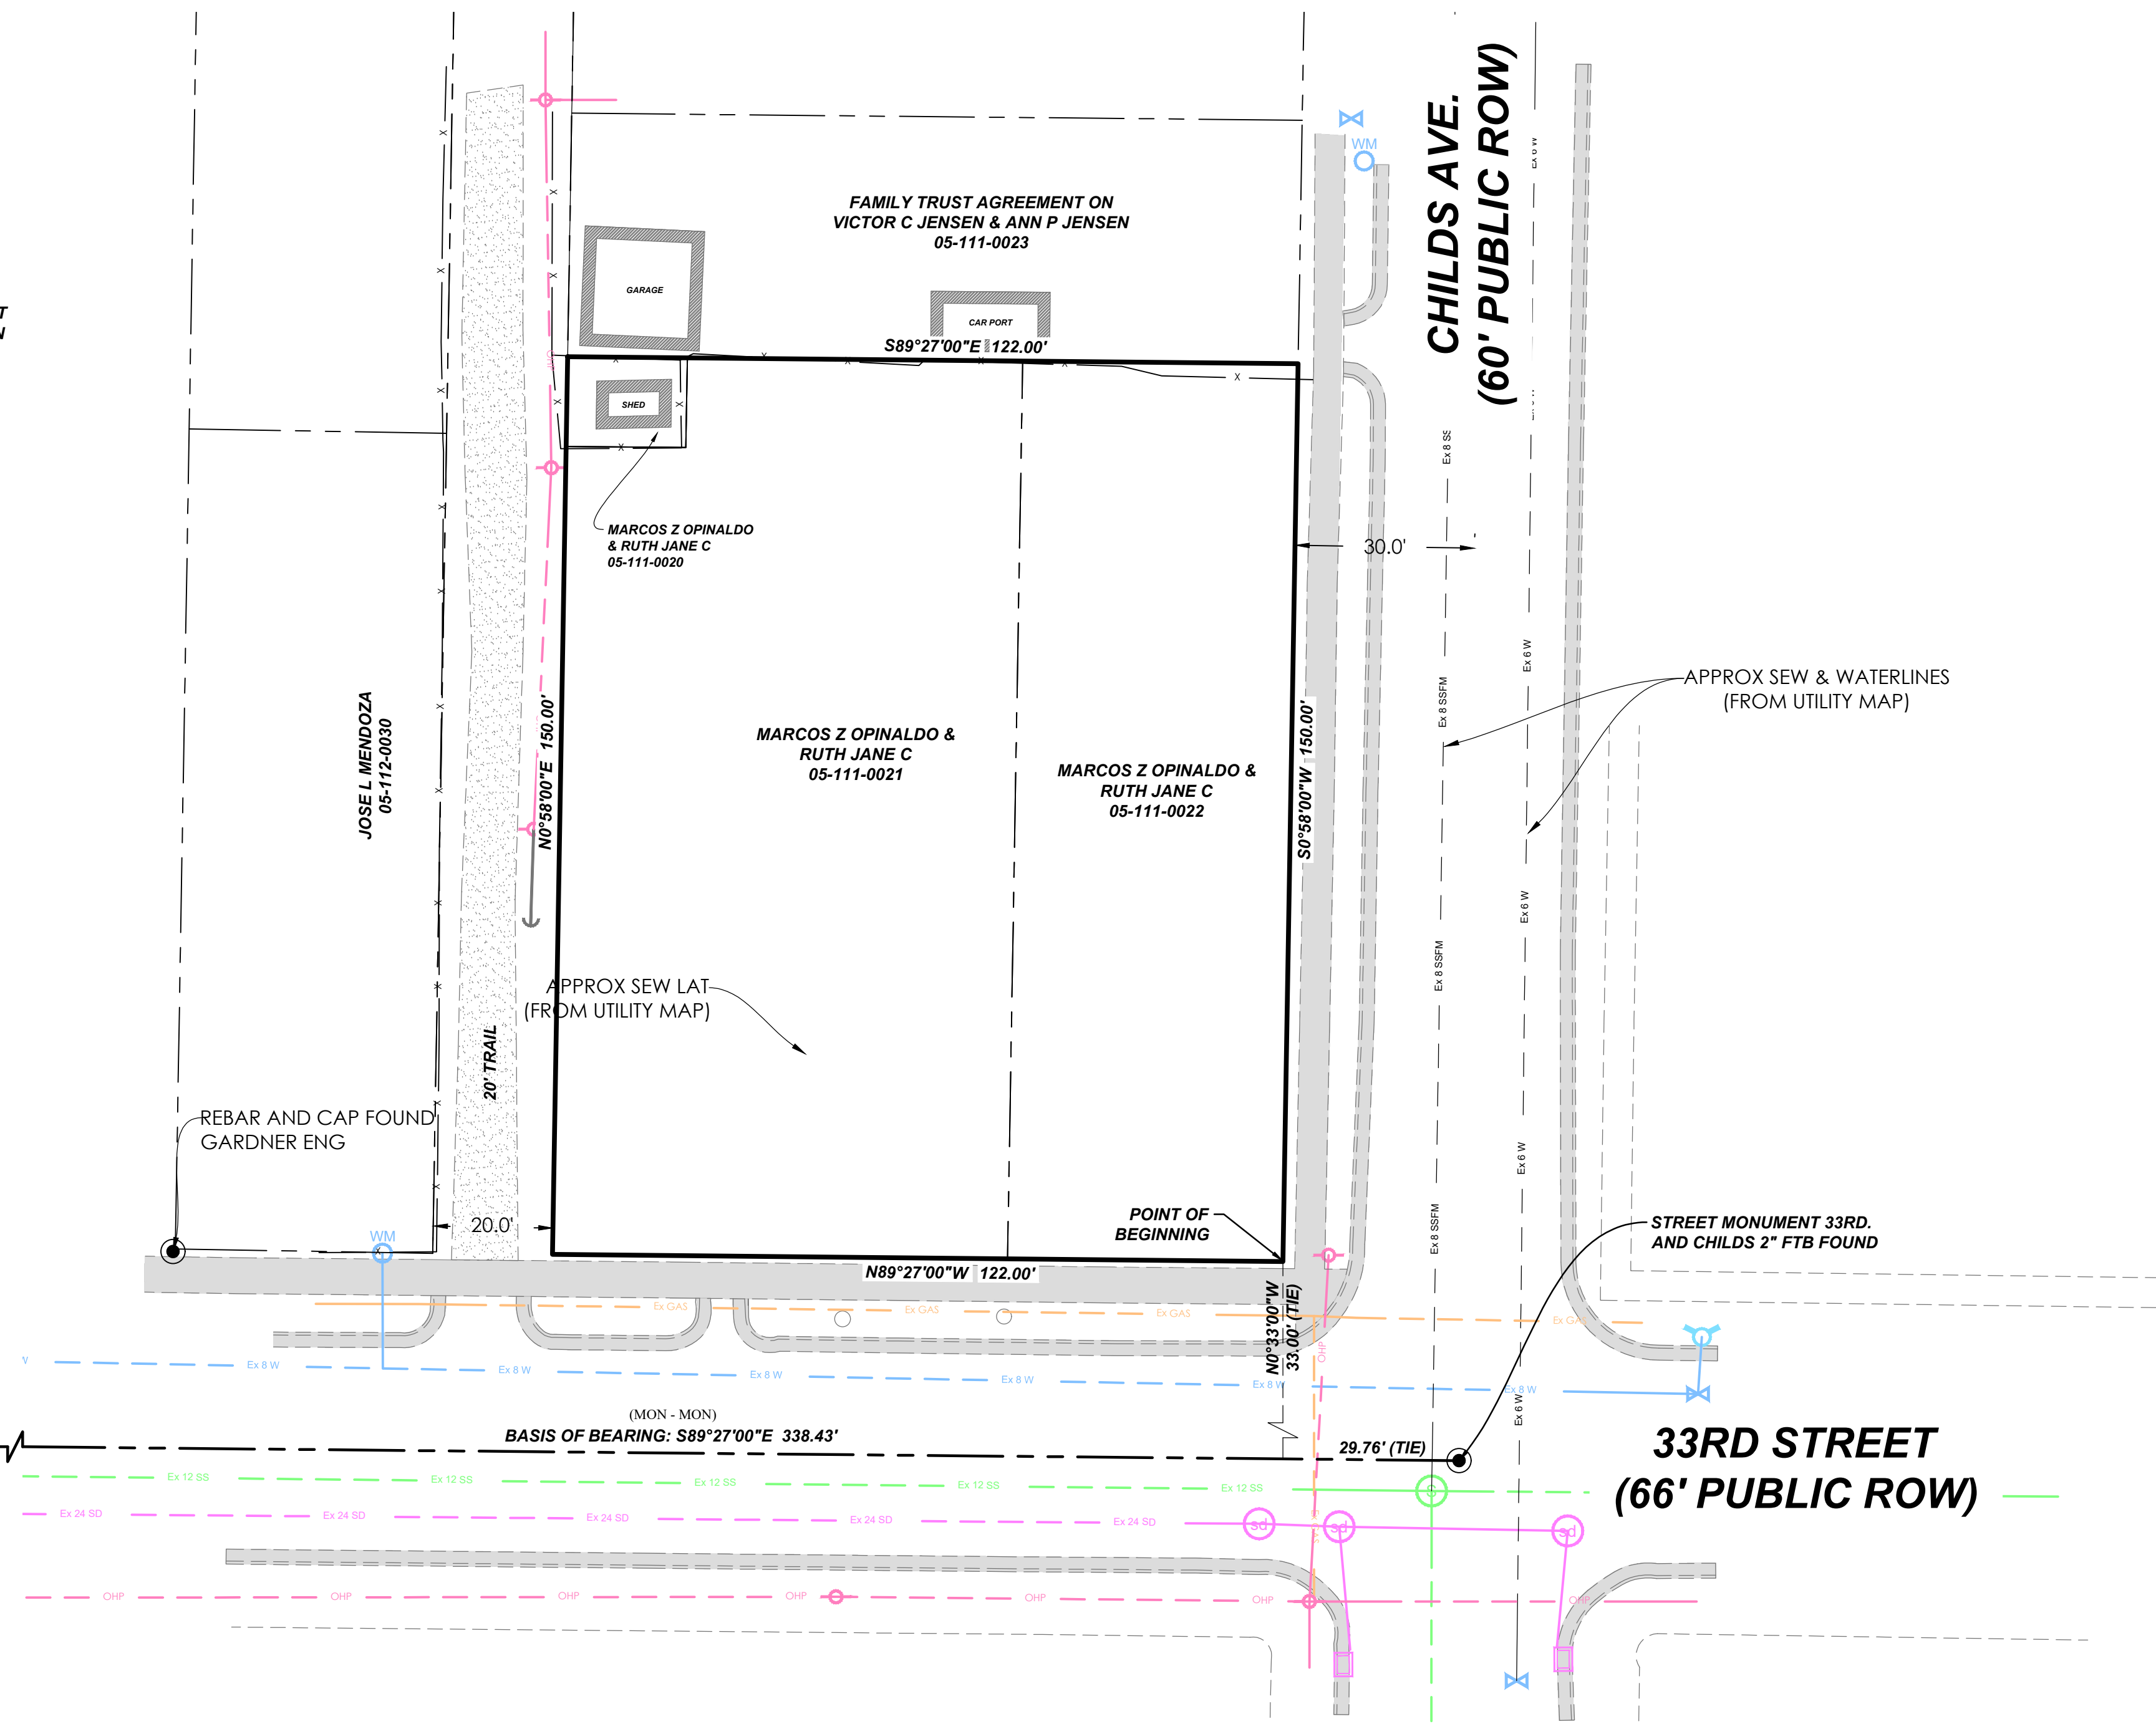 CHILDS AVE.
(60' PUBLIC ROW)
WM
Ex 6 W
FAMILY TRUST AGREEMENT ON
VICTOR C JENSEN & ANN P JENSEN
05-111-0023
GARAGE
CAR PORT
S89°27'00"E 122.00'
SHED
MARCOS Z OPINALDO
& RUTH JANE C
05-111-0020
30.0'
Ex 8 SS
APPROX SEW & WATERLINES
(FROM UTILITY MAP)
Ex 6 W
Ex 8 SSFM
JOSE L MENDOZA
05-112-0030
N0°58'00"E 150.00'
MARCOS Z OPINALDO &
RUTH JANE C
05-111-0021
MARCOS Z OPINALDO &
RUTH JANE C
05-111-0022
S0°58'00"W 150.00'
Ex 6 W
Ex 8 SSFM
APPROX SEW LAT
(FROM UTILITY MAP)
20' TRAIL
REBAR AND CAP FOUND
GARDNER ENG
Ex 6 W
Ex 8 SSFM
20.0'
WM
POINT OF
BEGINNING
STREET MONUMENT 33RD.
AND CHILDS 2" FTB FOUND
N89°27'00"W 122.00'
N0°33'00"W
33.00' (TIE)
Ex GAS
Ex GAS
Ex GAS
Ex GAS
OHP
Ex 8 W
Ex 8 W
Ex 8 W
Ex 8 W
Ex 8 W
Ex 8 W
Ex 6 W
(MON - MON)
BASIS OF BEARING: S89°27'00"E 338.43'
29.76' (TIE)
33RD STREET
(66' PUBLIC ROW)
Ex 12 SS
Ex 12 SS
Ex 12 SS
Ex 12 SS
Ex 12 SS
Ex 24 SD
Ex 24 SD
Ex 24 SD
Ex 24 SD
Ex 24 SD
sd
sd
sd
OHP
OHP
OHP
OHP
OHP
OHP
OHP